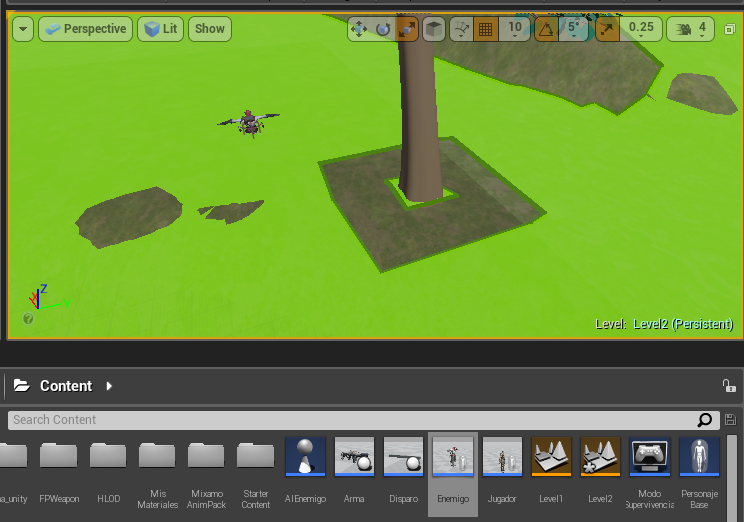 Perspective Lit Show 10 5° 0.25 4
Z
Y
?
Level: Level2 (Persistent)
Content
Search Content
a_unity FPWeapon HLOD Mis Materiales Mixamo AnimPack Starter Content AIEnemigo Arma Disparo Enemigo Jugador Level1 Level2 Modo Supervivencia Personaje Base